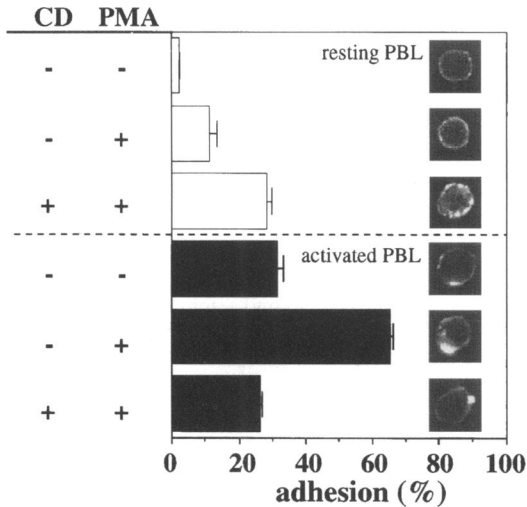 CD PMA
resting PBL
- -
- +
+ +
activated PBL
- -
- +
+ +
0 20 40 60 80 100
adhesion (%)